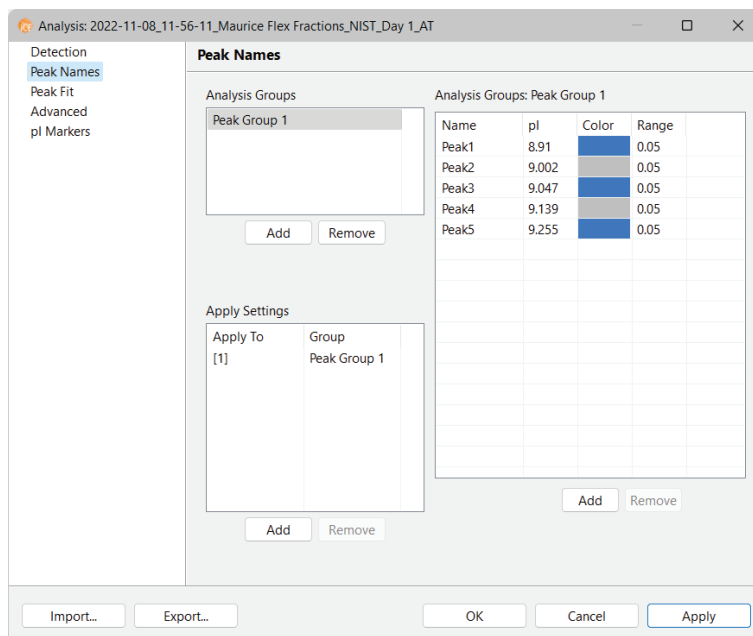 Analysis: 2022-11-08_11-56-11_Maurice Flex Fractions_NIST_Day 1_AT
Detection
Peak Names
Peak Fit
Advanced
pI Markers
Peak Names
Analysis Groups
Peak Group 1
Add Remove
Apply Settings
Apply To Group
[1] Peak Group 1
Add Remove
Analysis Groups: Peak Group 1
Name pI Color Range
Peak1 8.91 0.05
Peak2 9.002 0.05
Peak3 9.047 0.05
Peak4 9.139 0.05
Peak5 9.255 0.05
Add Remove
Import... Export... OK Cancel Apply